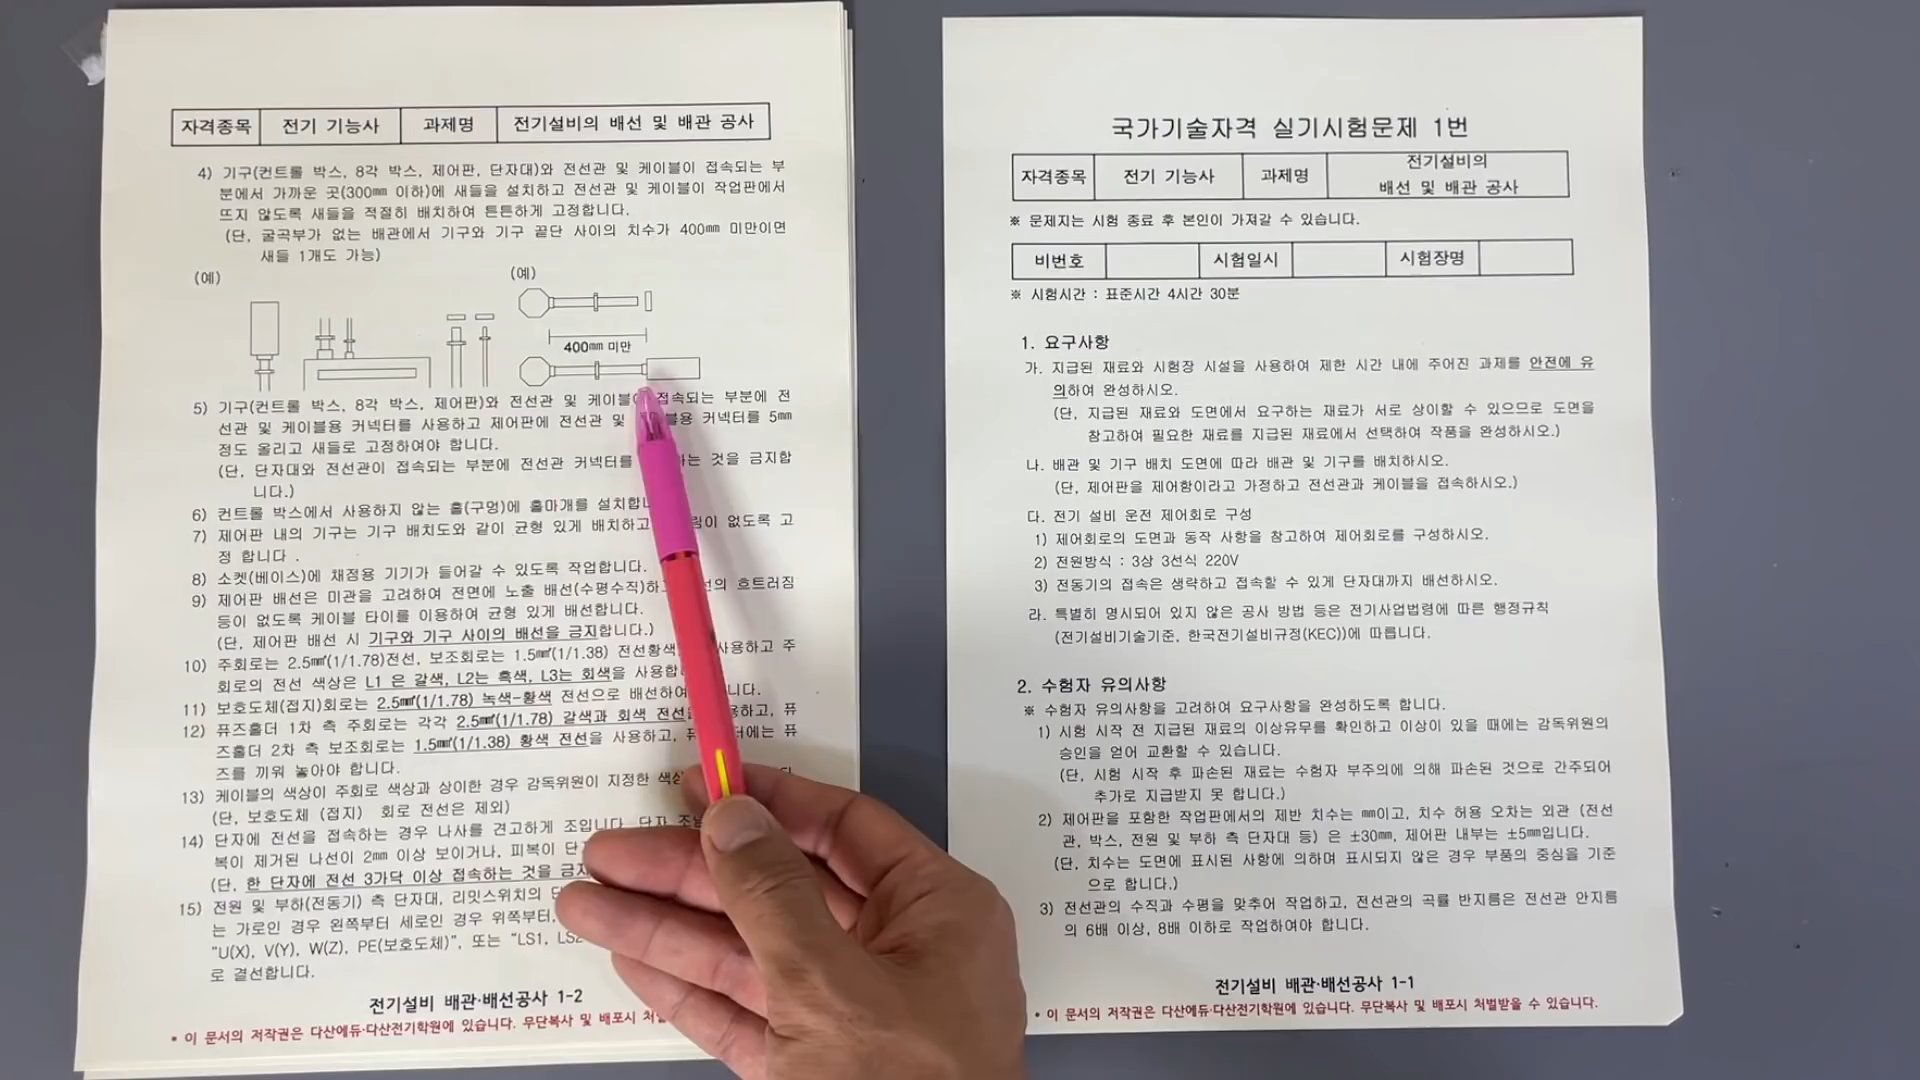 자격종목 전기 기능사 과제명 전기설비의 배선 및 배관 공사
4) 기구(컨트롤 박스, 8각 박스, 제어판, 단자대)와 전선관 및 케이블이 접속되는 부
분에서 가까운 곳(300㎜ 이하)에 새들을 설치하고 전선관 및 케이블이 작업판에서
뜨지 않도록 새들을 적절히 배치하여 튼튼하게 고정합니다.
(단, 굴곡부가 없는 배관에서 기구와 기구 끝단 사이의 치수가 400㎜ 미만이면
새들 1개도 가능)
(예) (예)
400㎜ 미만
5) 기구(컨트롤 박스, 8각 박스, 제어판)와 전선관 및 케이블이 접속되는 부분에 전
선관 및 케이블용 커넥터를 사용하고 제어판에 전선관 및 블용 커넥터를 5㎜
정도 올리고 새들로 고정하여야 합니다.
(단, 단자대와 전선관이 접속되는 부분에 전선관 커넥터를 는 것을 금지합
니다.)
6) 컨트롤 박스에서 사용하지 않는 홀(구멍)에 홀마개를 설치합
7) 제어판 내의 기구는 기구 배치도와 같이 균형 있게 배치하고 림이 없도록 고
정 합니다 .
8) 소켓(베이스)에 채점용 기기가 들어갈 수 있도록 작업합니다.
9) 제어판 배선은 미관을 고려하여 전면에 노출 배선(수평수직)하 선의 흐트러짐
등이 없도록 케이블 타이를 이용하여 균형 있게 배선합니다.
(단, 제어판 배선 시 기구와 기구 사이의 배선을 금지합니다.)
10) 주회로는 2.5㎟(1/1.78)전선, 보조회로는 1.5㎟(1/1.38) 전선황색 사용하고 주
회로의 전선 색상은 L1 은 갈색, L2는 흑색, L3는 회색을 사용합
11) 보호도체(접지)회로는 2.5㎟(1/1.78) 녹색-황색 전선으로 배선하여 니다.
12) 퓨즈홀더 1차 측 주회로는 각각 2.5㎟(1/1.78) 갈색과 회색 전선 용하고, 퓨
즈홀더 2차 측 보조회로는 1.5㎟(1/1.38) 황색 전선을 사용하고, 퓨 터에는 퓨
즈를 끼워 놓아야 합니다.
13) 케이블의 색상이 주회로 색상과 상이한 경우 감독위원이 지정한 색상
(단, 보호도체 (접지) 회로 전선은 제외)
14) 단자에 전선을 접속하는 경우 나사를 견고하게 조입니다. 단자
복이 제거된 나선이 2㎜ 이상 보이거나, 피복이 단
(단, 한 단자에 전선 3가닥 이상 접속하는 것을 금지
15) 전원 및 부하(전동기) 측 단자대, 리밋스위치의 단
는 가로인 경우 왼쪽부터 세로인 경우 위쪽부터,
“U(X), V(Y), W(Z), PE(보호도체)”, 또는 “LS1, LS2
로 결선합니다.
전기설비 배관·배선공사 1-2
* 이 문서의 저작권은 다산에듀·다산전기학원에 있습니다. 무단복사 및 배포시 처벌
국가기술자격 실기시험문제 1번
자격종목 전기 기능사 과제명 전기설비의 배선 및 배관 공사
※ 문제지는 시험 종료 후 본인이 가져갈 수 있습니다.
비번호 시험일시 시험장명
※ 시험시간 : 표준시간 4시간 30분
1. 요구사항
가. 지급된 재료와 시험장 시설을 사용하여 제한 시간 내에 주어진 과제를 안전에 유
의하여 완성하시오.
(단, 지급된 재료와 도면에서 요구하는 재료가 서로 상이할 수 있으므로 도면을
참고하여 필요한 재료를 지급된 재료에서 선택하여 작품을 완성하시오.)
나. 배관 및 기구 배치 도면에 따라 배관 및 기구를 배치하시오.
(단, 제어판을 제어함이라고 가정하고 전선관과 케이블을 접속하시오.)
다. 전기 설비 운전 제어회로 구성
1) 제어회로의 도면과 동작 사항을 참고하여 제어회로를 구성하시오.
2) 전원방식 : 3상 3선식 220V
3) 전동기의 접속은 생략하고 접속할 수 있게 단자대까지 배선하시오.
라. 특별히 명시되어 있지 않은 공사 방법 등은 전기사업법령에 따른 행정규칙
(전기설비기술기준, 한국전기설비규정(KEC))에 따릅니다.
2. 수험자 유의사항
※ 수험자 유의사항을 고려하여 요구사항을 완성하도록 합니다.
1) 시험 시작 전 지급된 재료의 이상유무를 확인하고 이상이 있을 때에는 감독위원의
승인을 얻어 교환할 수 있습니다.
(단, 시험 시작 후 파손된 재료는 수험자 부주의에 의해 파손된 것으로 간주되어
추가로 지급받지 못 합니다.)
2) 제어판을 포함한 작업판에서의 제반 치수는 ㎜이고, 치수 허용 오차는 외관 (전선
관, 박스, 전원 및 부하 측 단자대 등) 은 ±30㎜, 제어판 내부는 ±5㎜입니다.
(단, 치수는 도면에 표시된 사항에 의하며 표시되지 않은 경우 부품의 중심을 기준
으로 합니다.)
3) 전선관의 수직과 수평을 맞추어 작업하고, 전선관의 곡률 반지름은 전선관 안지름
의 6배 이상, 8배 이하로 작업하여야 합니다.
전기설비 배관·배선공사 1-1
* 이 문서의 저작권은 다산에듀·다산전기학원에 있습니다. 무단복사 및 배포시 처벌받을 수 있습니다.